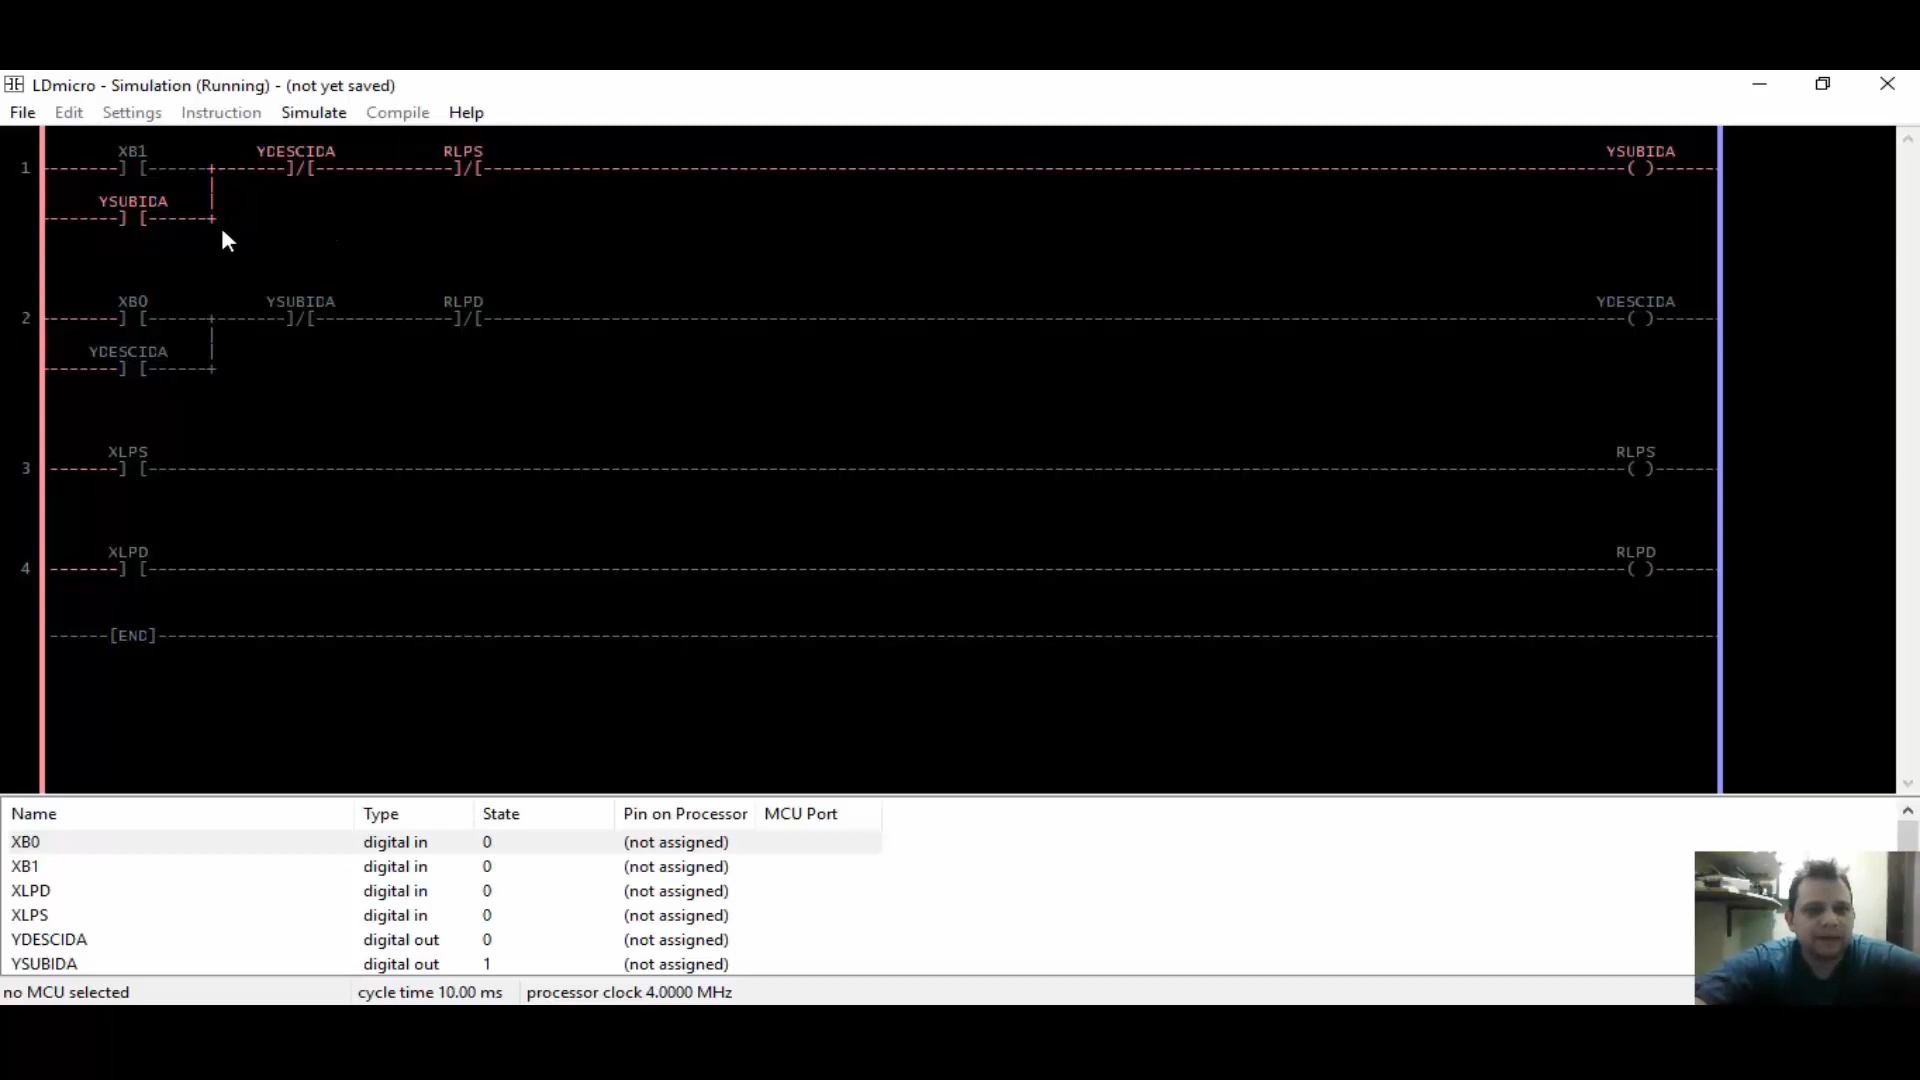 LDmicro - Simulation (Running) - (not yet saved)
File Edit Settings Instruction Simulate Compile Help
XB1 YDESCIDA RLPS YSUBIDA
1 -------] [------+-------]/[--------------]/[------( )------
YSUBIDA
-------] [------+
XB0 YSUBIDA RLPD YDESCIDA
2 -------] [------+-------]/[--------------]/[------( )------
YDESCIDA
-------] [------+
XLPS RLPS
3 -------] [------( )------
XLPD RLPD
4 -------] [------( )------
------[END]------
Name Type State Pin on Processor MCU Port
XB0 digital in 0 (not assigned)
XB1 digital in 0 (not assigned)
XLPD digital in 0 (not assigned)
XLPS digital in 0 (not assigned)
YDESCIDA digital out 0 (not assigned)
YSUBIDA digital out 1 (not assigned)
no MCU selected cycle time 10.00 ms processor clock 4.0000 MHz